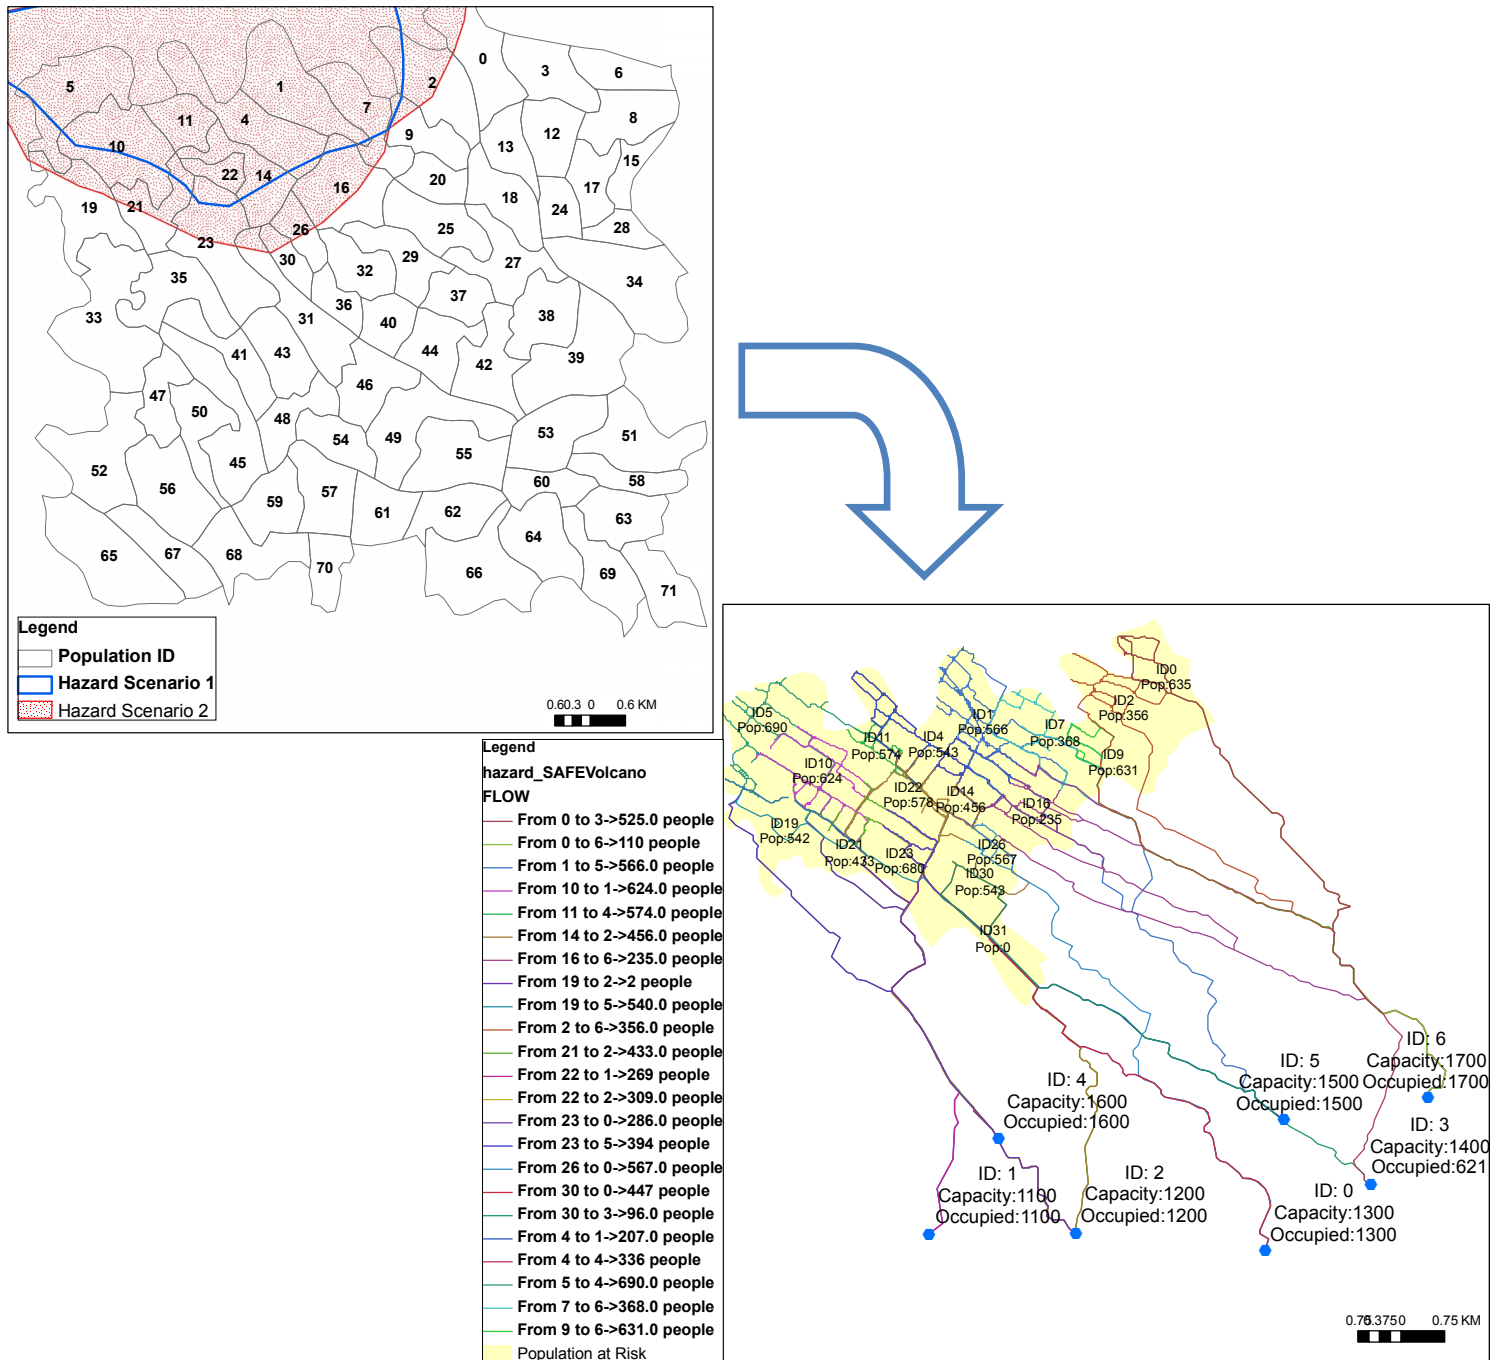 0
3
6
5
1
2
7
8
11
4
9
12
10
13
15
22
14
20
17
16
18
19
21
24
28
23
26
25
30
29
27
35
32
34
37
36
33
31
40
38
41
43
44
39
42
46
47
50
48
54
49
53
51
55
52
45
60
58
56
57
59
61
62
63
64
65
67
68
70
66
69
71
Legend
Population ID
Hazard Scenario 1
Hazard Scenario 2
0.60.3 0 0.6 KM
Legend
hazard_SAFEVolcano
FLOW
From 0 to 3->525.0 people
From 0 to 6->110 people
From 1 to 5->566.0 people
From 10 to 1->624.0 people
From 11 to 4->574.0 people
From 14 to 2->456.0 people
From 16 to 6->235.0 people
From 19 to 2->2 people
From 19 to 5->540.0 people
From 2 to 6->356.0 people
From 21 to 2->433.0 people
From 22 to 1->269 people
From 22 to 2->309.0 people
From 23 to 0->286.0 people
From 23 to 5->394 people
From 26 to 0->567.0 people
From 30 to 0->447 people
From 30 to 3->96.0 people
From 4 to 1->207.0 people
From 4 to 4->336 people
From 5 to 4->690.0 people
From 7 to 6->368.0 people
From 9 to 6->631.0 people
Population at Risk
ID0
Pop:635
ID2
Pop:356
ID5
Pop:690
ID1
Pop:566
ID7
Pop:368
ID11
Pop:574
ID4
Pop:543
ID9
Pop:631
ID10
Pop:624
ID22
Pop:578
ID14
Pop:456
ID16
Pop:235
ID19
Pop:542
ID21
Pop:433
ID23
Pop:680
ID26
Pop:567
ID30
Pop:543
ID31
Pop:0
ID: 6
Capacity:1700
Occupied:1700
ID: 5
Capacity:1500
Occupied:1500
ID: 4
Capacity:1600
Occupied:1600
ID: 3
Capacity:1400
Occupied:621
ID: 1
Capacity:1100
Occupied:1100
ID: 2
Capacity:1200
Occupied:1200
ID: 0
Capacity:1300
Occupied:1300
0.75 KM